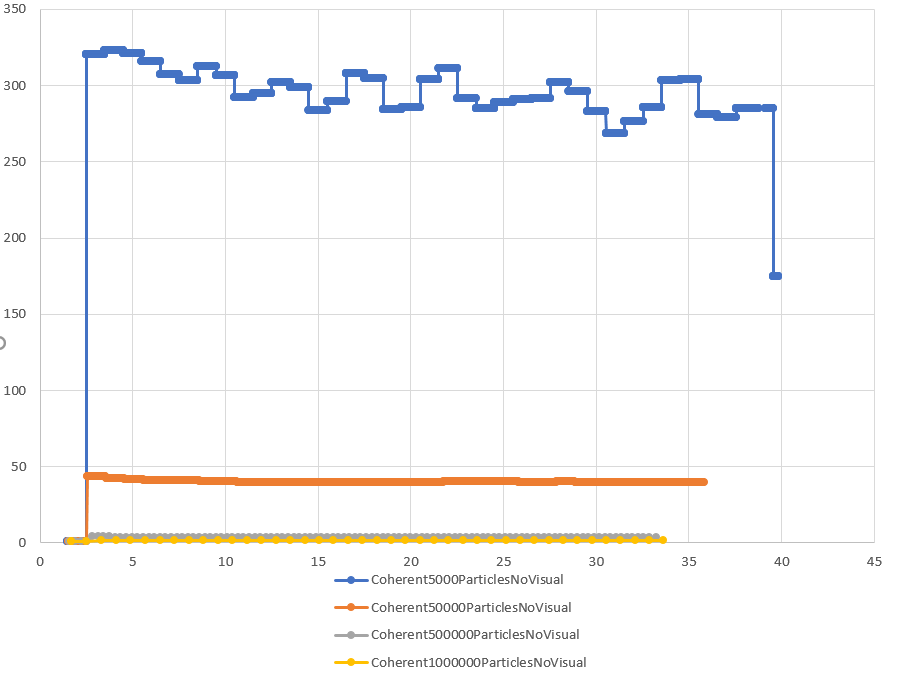 350
300
250
200
150
100
50
0
0 5 10 15 20 25 30 35 40 45
Coherent5000ParticlesNoVisual
Coherent50000ParticlesNoVisual
Coherent500000ParticlesNoVisual
Coherent1000000ParticlesNoVisual